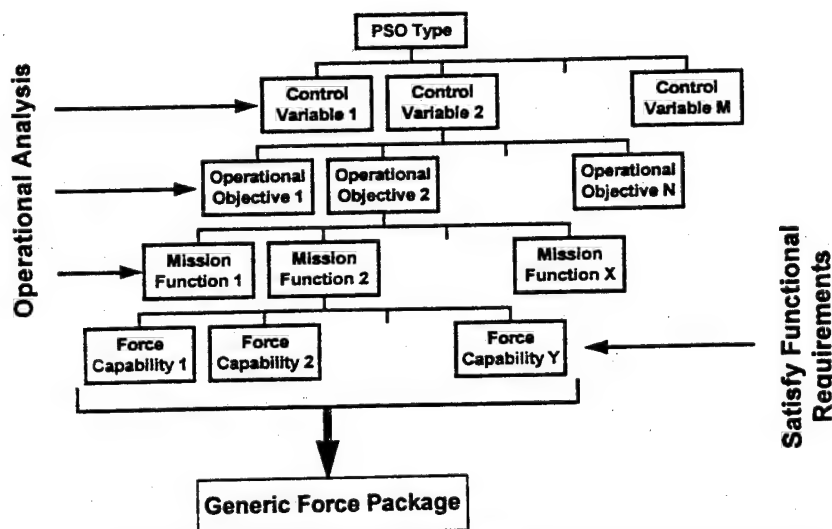 PSO Type
Control
Variable 1
Control
Variable 2
Control
Variable M
Operational Analysis
Operational
Objective 1
Operational
Objective 2
Operational
Objective N
Mission
Function 1
Mission
Function 2
Mission
Function X
Force
Capability 1
Force
Capability 2
Force
Capability Y
Satisfy Functional
Requirements
Generic Force Package